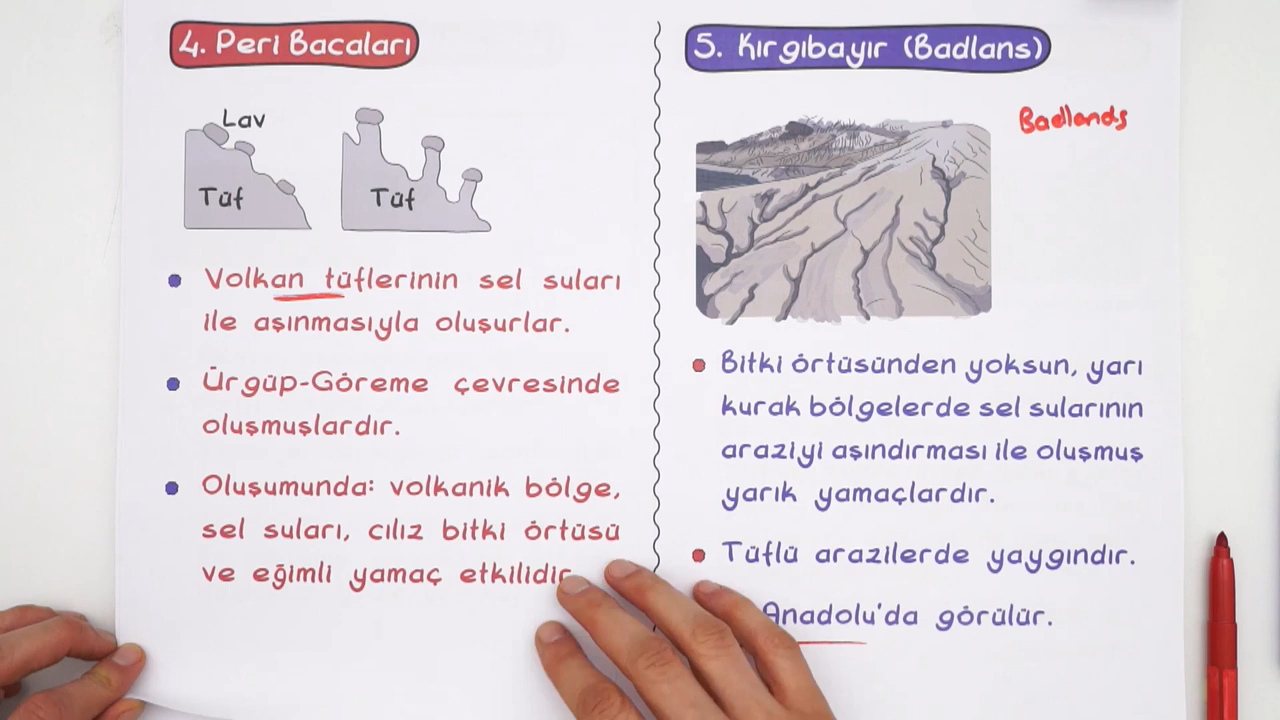 4. Peri Bacaları
Lav
Tüf
Tüf
Volkan tüflerinin sel suları
ile aşınmasıyla oluşurlar.
Ürgüp-Göreme çevresinde
oluşmuşlardır.
Oluşumunda: volkanik bölge,
sel suları, cılız bitki örtüsü
ve eğimli yamaç etkilidir
5. Kırgıbayır (Badlans)
Badlands
Bitki örtüsünden yoksun, yarı
kurak bölgelerde sel sularının
araziyi aşındırması ile oluşmuş
yarık yamaçlardır.
Tüflü arazilerde yaygındır.
Anadolu'da görülür.